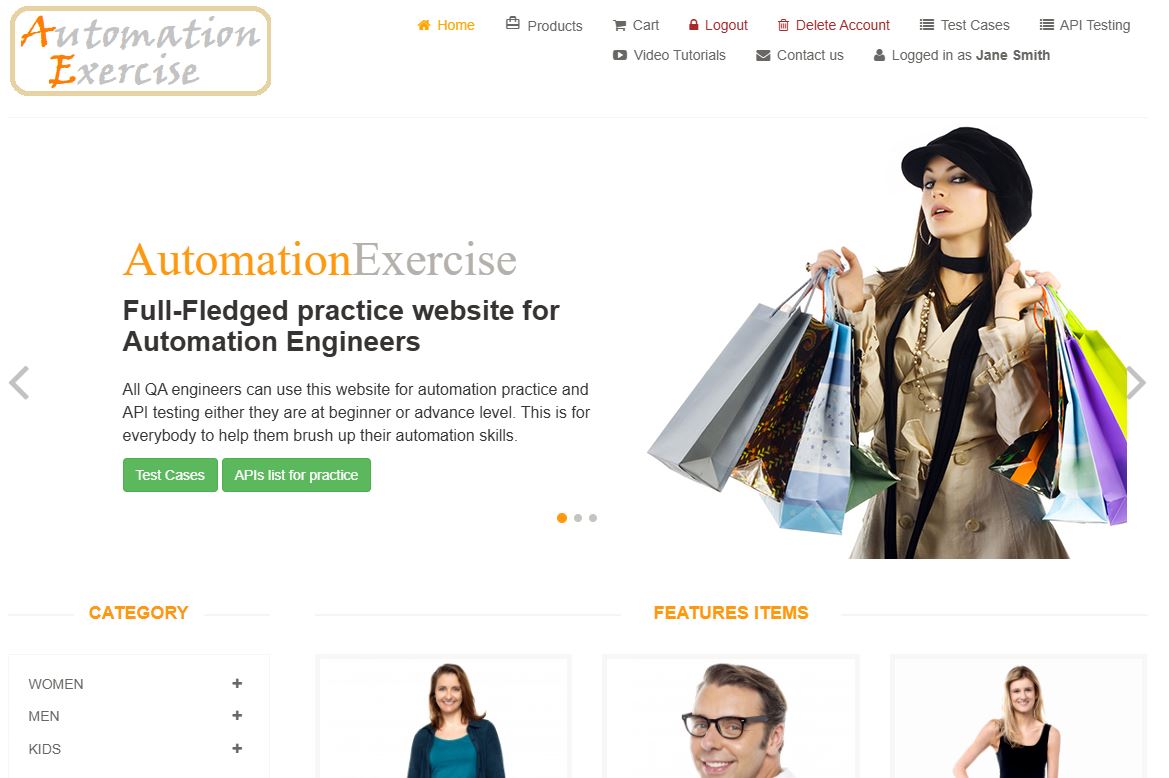 Automation
Exercise
Home Products Cart Logout Delete Account Test Cases API Testing
Video Tutorials Contact us Logged in as Jane Smith
AutomationExercise
Full-Fledged practice website for
Automation Engineers
All QA engineers can use this website for automation practice and
API testing either they are at beginner or advance level. This is for
everybody to help them brush up their automation skills.
Test Cases APIs list for practice
CATEGORY
WOMEN
MEN
KIDS
FEATURES ITEMS